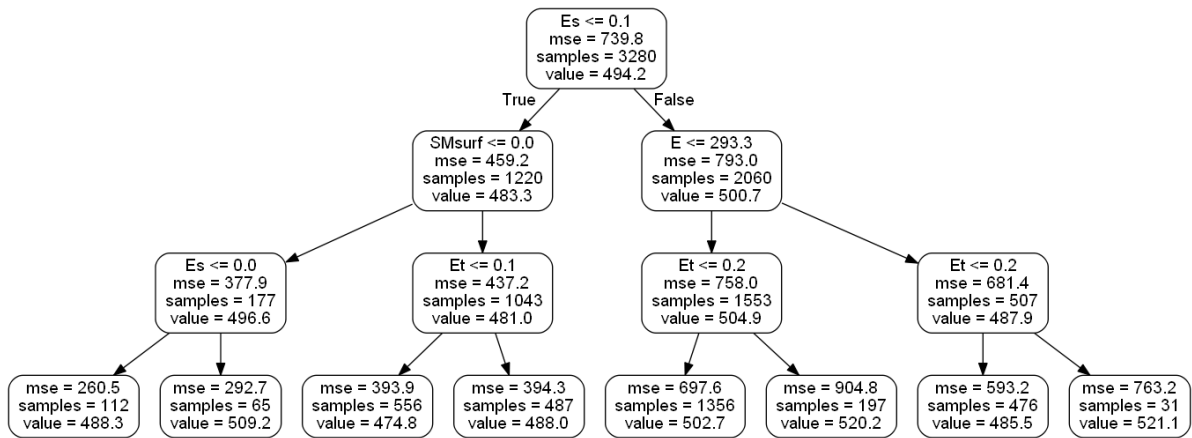 Es <= 0.1
mse = 739.8
samples = 3280
value = 494.2
True
False
SMsurf <= 0.0
mse = 459.2
samples = 1220
value = 483.3
E <= 293.3
mse = 793.0
samples = 2060
value = 500.7
Es <= 0.0
mse = 377.9
samples = 177
value = 496.6
Et <= 0.1
mse = 437.2
samples = 1043
value = 481.0
Et <= 0.2
mse = 758.0
samples = 1553
value = 504.9
Et <= 0.2
mse = 681.4
samples = 507
value = 487.9
mse = 260.5
samples = 112
value = 488.3
mse = 292.7
samples = 65
value = 509.2
mse = 393.9
samples = 556
value = 474.8
mse = 394.3
samples = 487
value = 488.0
mse = 697.6
samples = 1356
value = 502.7
mse = 904.8
samples = 197
value = 520.2
mse = 593.2
samples = 476
value = 485.5
mse = 763.2
samples = 31
value = 521.1